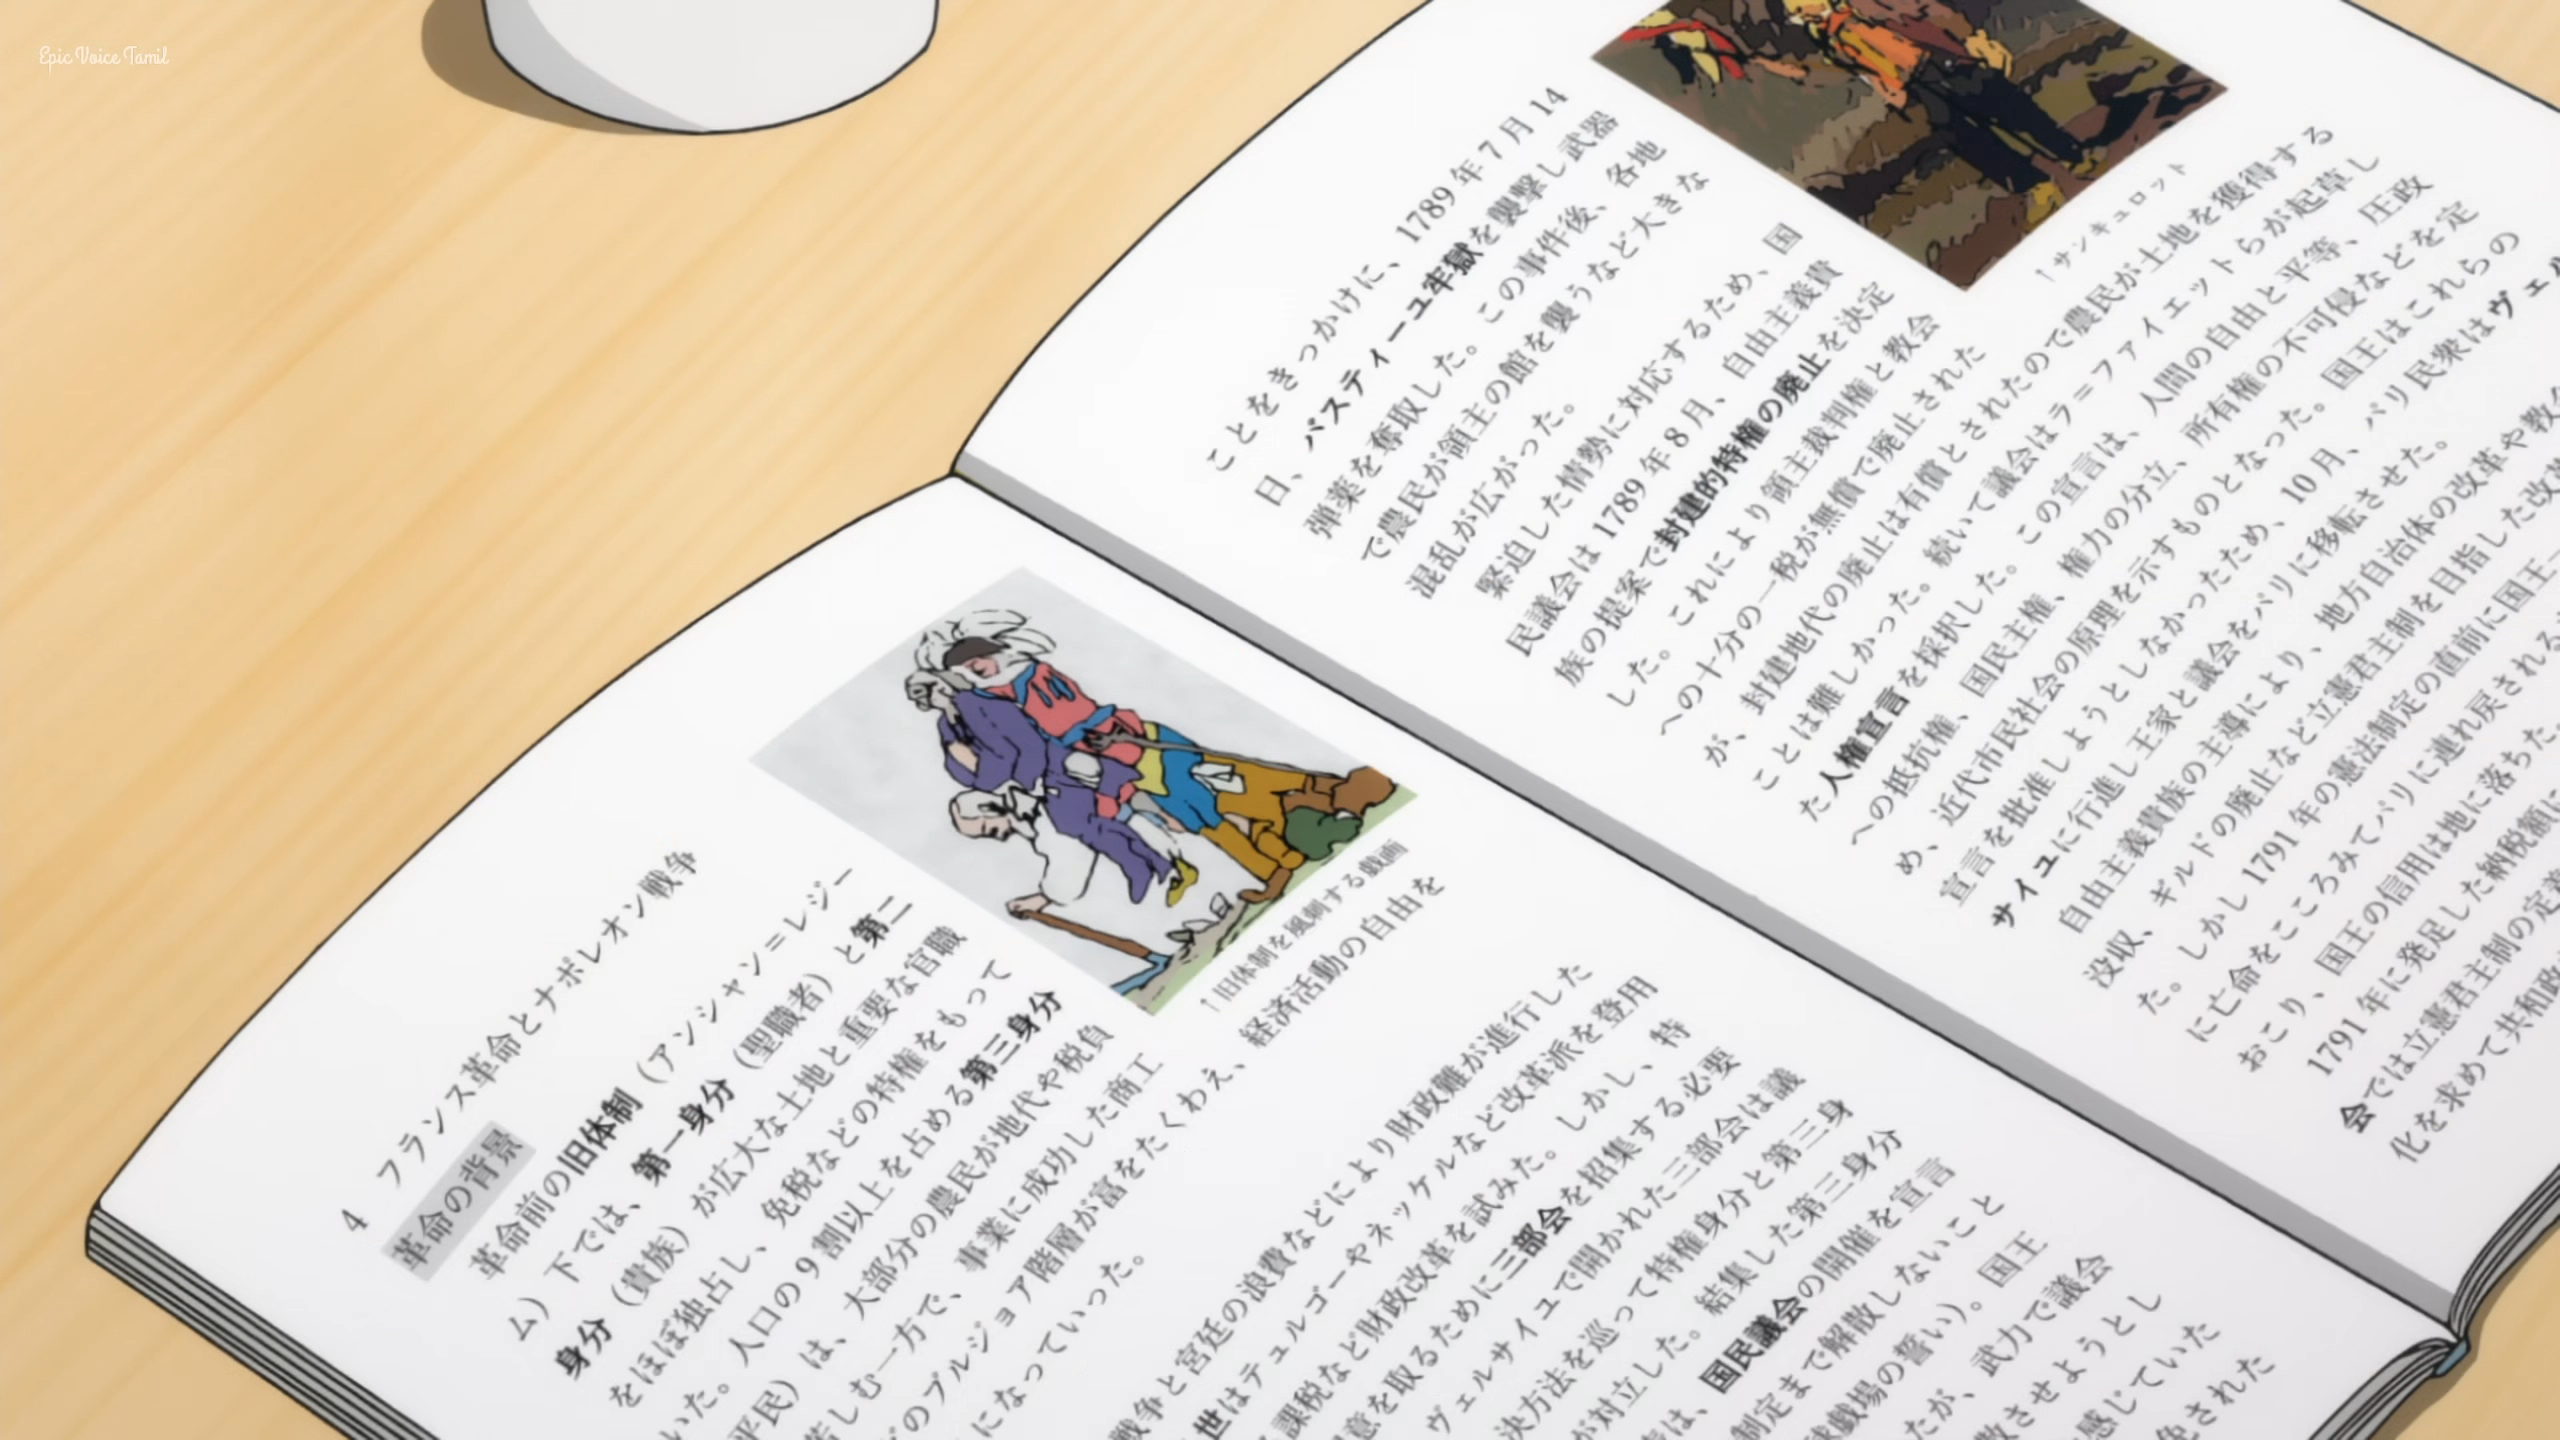 Epic Voice Tamil
4 フランス革命とナポレオン戦争
革命の背景
革命前の旧体制（アンシャン＝レジー
ム）下では、第一身分（聖職者）と第二
身分（貴族）が広大な土地と重要な官職
をほぼ独占し、免税などの特権をもって
いた。人口の9割以上を占める第三身分
平民）は、大部分の農民が地代や税負
苦しむ一方で、事業に成功した商工
どのブルジョア階層が富をたくわえ、経済活動の自由を
になっていった。
↑旧体制を風刺する戯画
戦争と宮廷の浪費などにより財政難が進行した
世はテュルゴーやネッケルなど改革派を登用
課税など財政改革を試みた。しかし、特
意を取るために三部会を招集する必要
ヴェルサイユで開かれた三部会は議
決方法を巡って特権身分と第三身
が対立した。結集した第三身分
は、国民議会の開催を宣言
制定まで解散しないこと
球戯場の誓い）。国王
たが、武力で議会
散させようとし
感じていた
免された
ことをきっかけに、1789年7月14
日、バスティーユ牢獄を襲撃し武器
弾薬を奪取した。この事件後、各地
で農民が領主の館を襲うなど大きな
混乱が広がった。
緊迫した情勢に対応するため、国
民議会は1789年8月、自由主義貴
族の提案で封建的特権の廃止を決定
した。これにより領主裁判権と教会
への十分の一税が無償で廃止された
が、封建地代の廃止は有償とされたので農民が土地を獲得する
ことは難しかった。続いて議会はラ＝ファイエットらが起草し
た人権宣言を採択した。この宣言は、人間の自由と平等、圧政
への抵抗権、国民主権、権力の分立、所有権の不可侵などを定
め、近代市民社会の原理を示すものとなった。国王はこれらの
宣言を批准しようとしなかったため、10月、パリ民衆はヴェル
サイユに行進し王家と議会をパリに移転させた。
自由主義貴族の主導により、地方自治体の改革や教会
没収、ギルドの廃止など立憲君主制を目指した改革
た。しかし1791年の憲法制定の直前に国王一
に亡命をこころみてパリに連れ戻される
おこり、国王の信用は地に落ちた。
1791年に発足した納税額に
会では立憲君主制の定着
化を求めて共和政
↑サンキュロット